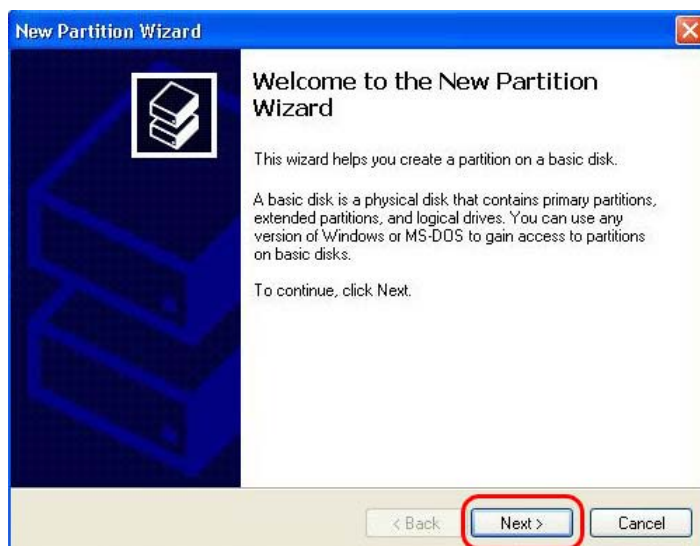 New Partition Wizard
Welcome to the New Partition
Wizard
This wizard helps you create a partition on a basic disk.
A basic disk is a physical disk that contains primary partitions,
extended partitions, and logical drives. You can use any
version of Windows or MS-DOS to gain access to partitions
on basic disks.
To continue, click Next.
< Back
Next >
Cancel